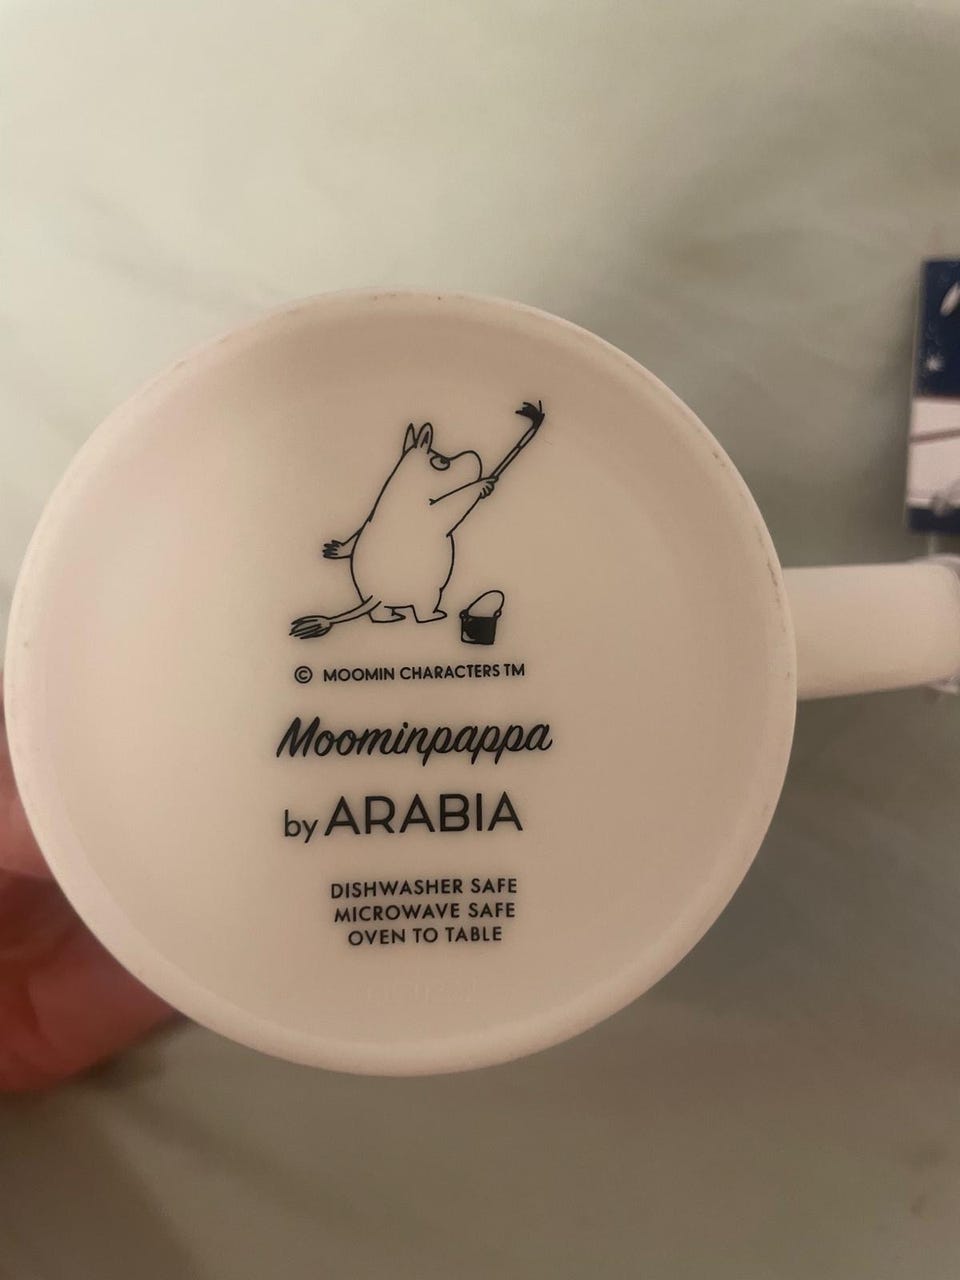 © MOOMIN CHARACTERS TM
Moominpappa
by ARABIA
DISHWASHER SAFE
MICROWAVE SAFE
OVEN TO TABLE